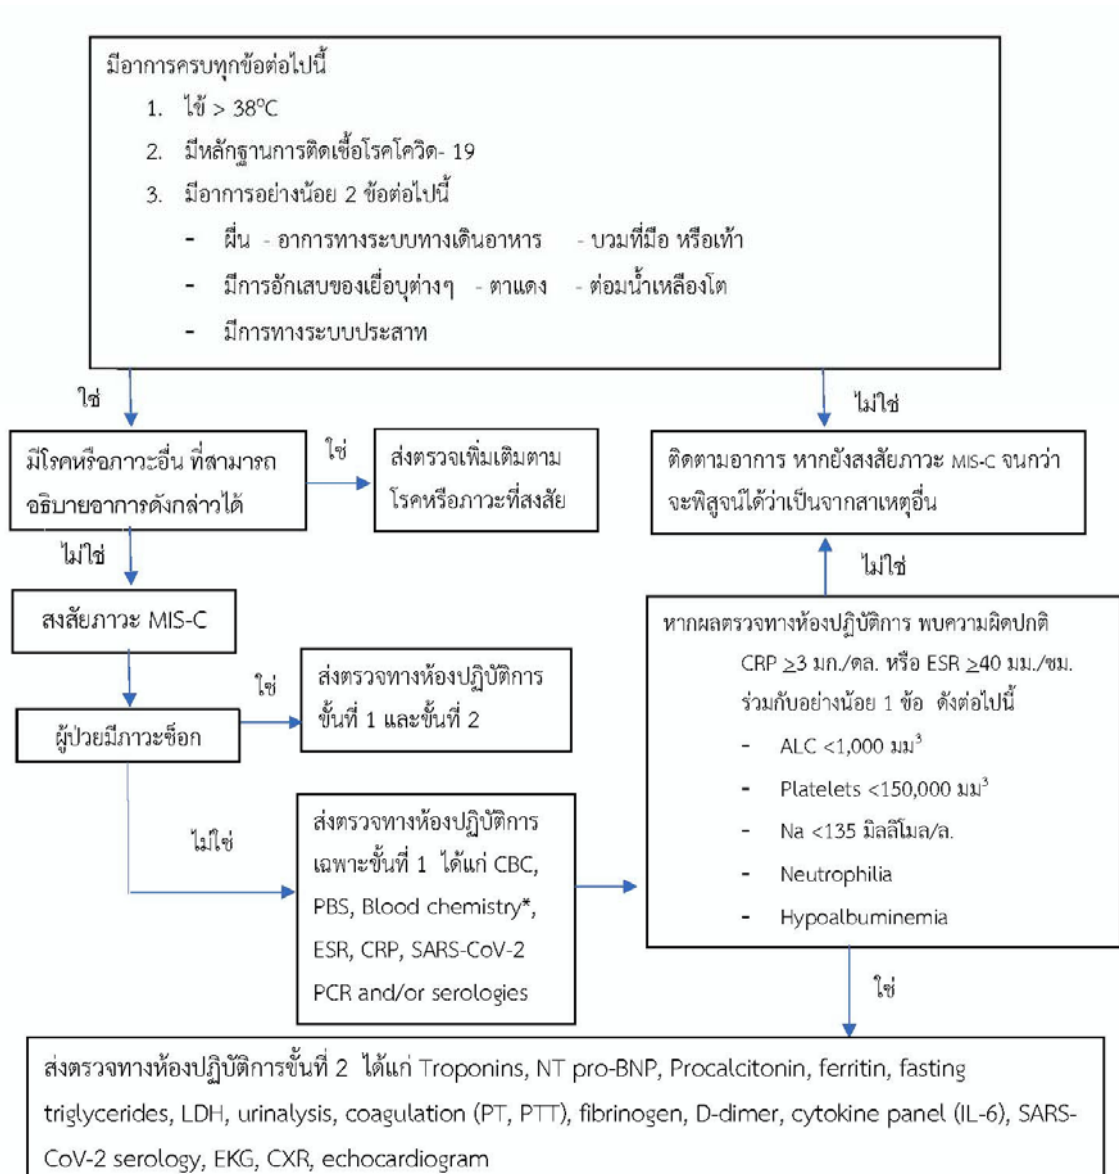 มีอาการครบทุกข้อต่อไปนี้
1. ไข้ > 38⁰C
2. มีหลักฐานการติดเชื้อโรคโควิด- 19
3. มีอาการอย่างน้อย 2 ข้อต่อไปนี้
- ผื่น - อาการทางระบบทางเดินอาหาร - บวมที่มือ หรือเท้า
- มีการอักเสบของเยื่อบุต่างๆ - ตาแดง - ต่อมน้ำเหลืองโต
- มีการทางระบบประสาท
ใช่
ไม่ใช่
มีโรคหรือภาวะอื่น ที่สามารถ
อธิบายอาการดังกล่าวได้
ใช่
ส่งตรวจเพิ่มเติมตาม
โรคหรือภาวะที่สงสัย
ติดตามอาการ หากยังสงสัยภาวะ MIS-C จนกว่า
จะพิสูจน์ได้ว่าเป็นจากสาเหตุอื่น
ไม่ใช่
ไม่ใช่
สงสัยภาวะ MIS-C
ใช่
ผู้ป่วยมีภาวะช็อก
ส่งตรวจทางห้องปฏิบัติการ
ขั้นที่ 1 และขั้นที่ 2
หากผลตรวจทางห้องปฏิบัติการ พบความผิดปกติ
CRP ≥3 มก./ดล. หรือ ESR ≥40 มม./ชม.
ร่วมกับอย่างน้อย 1 ข้อ ดังต่อไปนี้
- ALC <1,000 มม³
- Platelets <150,000 มม³
- Na <135 มิลลิโมล/ล.
- Neutrophilia
- Hypoalbuminemia
ไม่ใช่
ส่งตรวจทางห้องปฏิบัติการ
เฉพาะขั้นที่ 1 ได้แก่ CBC,
PBS, Blood chemistry*,
ESR, CRP, SARS-CoV-2
PCR and/or serologies
ใช่
ส่งตรวจทางห้องปฏิบัติการขั้นที่ 2 ได้แก่ Troponins, NT pro-BNP, Procalcitonin, ferritin, fasting
triglycerides, LDH, urinalysis, coagulation (PT, PTT), fibrinogen, D-dimer, cytokine panel (IL-6), SARS-
CoV-2 serology, EKG, CXR, echocardiogram